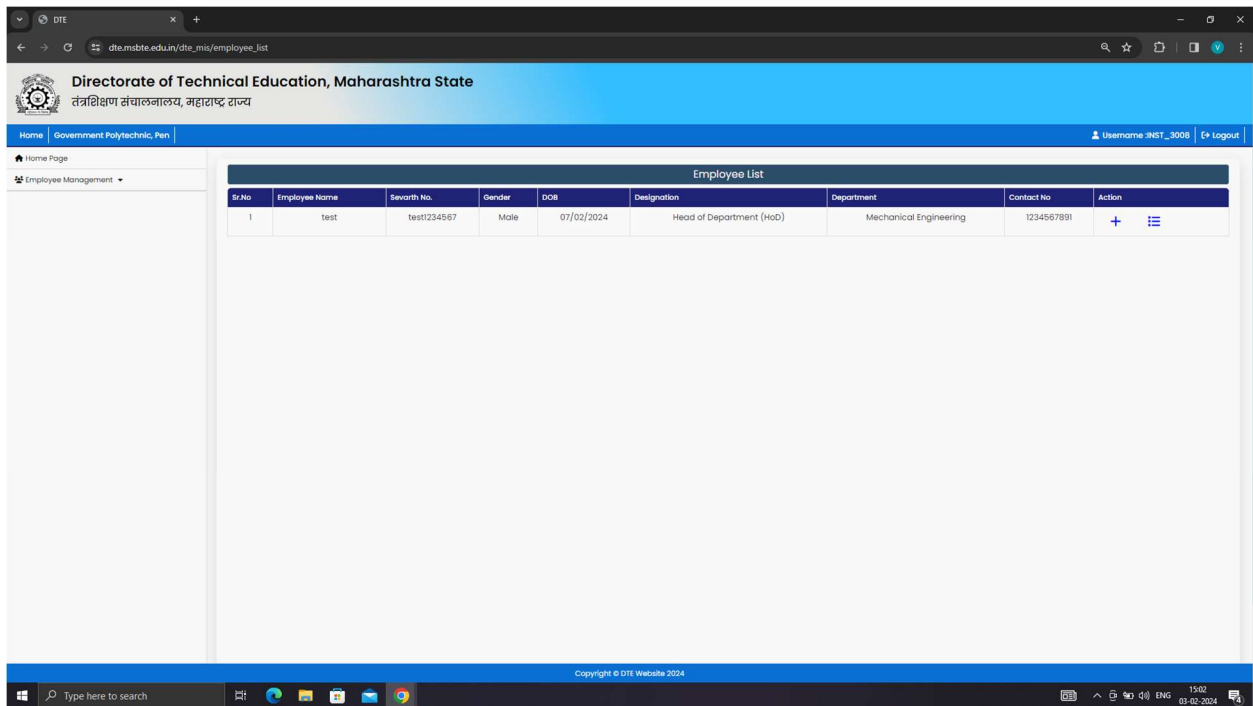 DTE
dte.msbte.edu.in/dte_mis/employee_list
V
Directorate of Technical Education, Maharashtra State
तंत्रशिक्षण संचालनालय, महाराष्ट्र राज्य
Home Government Polytechnic, Pen Username :INST_3008 Logout
Home Page
Employee Management
Employee List
Sr.No Employee Name Sevarth No. Gender DOB Designation Department Contact No Action
1 test test1234567 Male 07/02/2024 Head of Department (HoD) Mechanical Engineering 1234567891
Copyright © DTE Website 2024
Type here to search ENG 15:02
03-02-2024 4